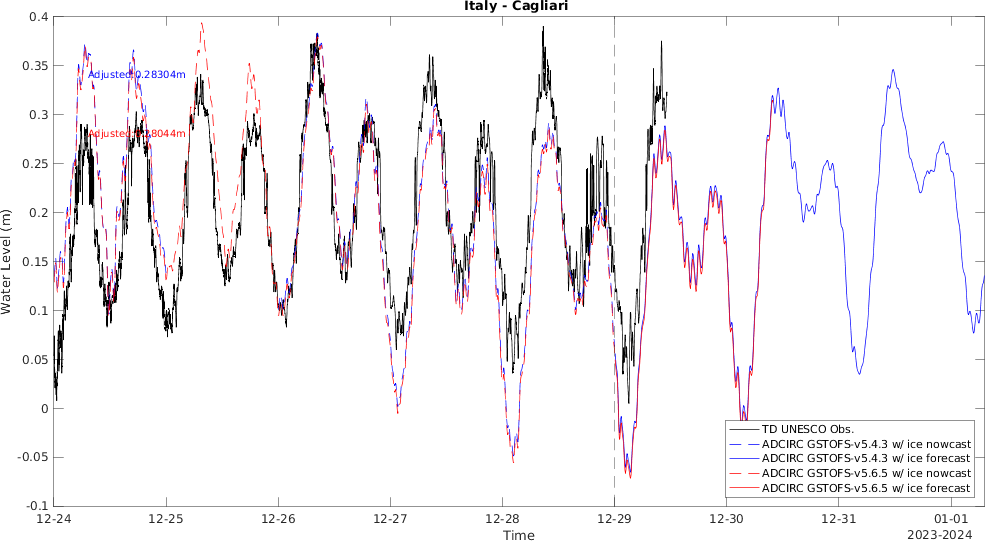 Italy - Cagliari
Water Level (m)
0.4
0.35
0.3
0.25
0.2
0.15
0.1
0.05
0
-0.05
-0.1
Adjusted: 0.28304m
Adjusted: 0.28044m
TD UNESCO Obs.
ADCIRC GSTOFS-v5.4.3 w/ ice nowcast
ADCIRC GSTOFS-v5.4.3 w/ ice forecast
ADCIRC GSTOFS-v5.6.5 w/ ice nowcast
ADCIRC GSTOFS-v5.6.5 w/ ice forecast
12-24 12-25 12-26 12-27 12-28 12-29 12-30 12-31 01-01
Time
2023-2024